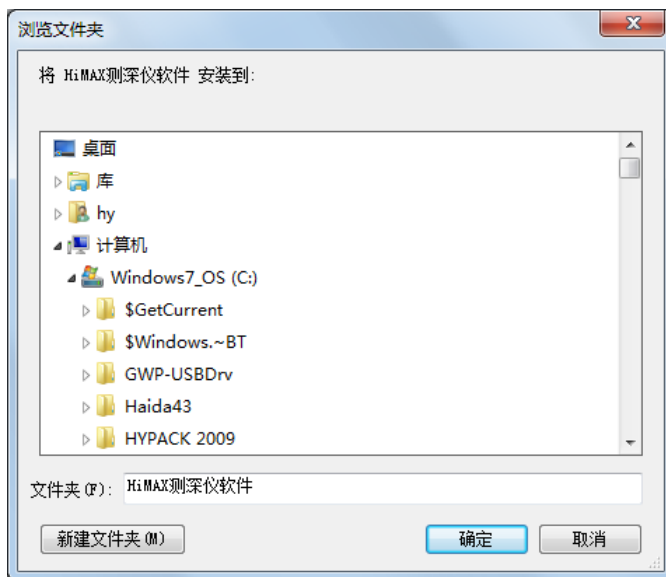 浏览文件夹
将 HiMAX测深仪软件 安装到:
桌面
库
hy
计算机
Windows7_OS (C:)
$GetCurrent
$Windows.~BT
GWP-USBDrv
Haida43
HYPACK 2009
文件夹(F): HiMAX测深仪软件
新建文件夹(M) 确定 取消